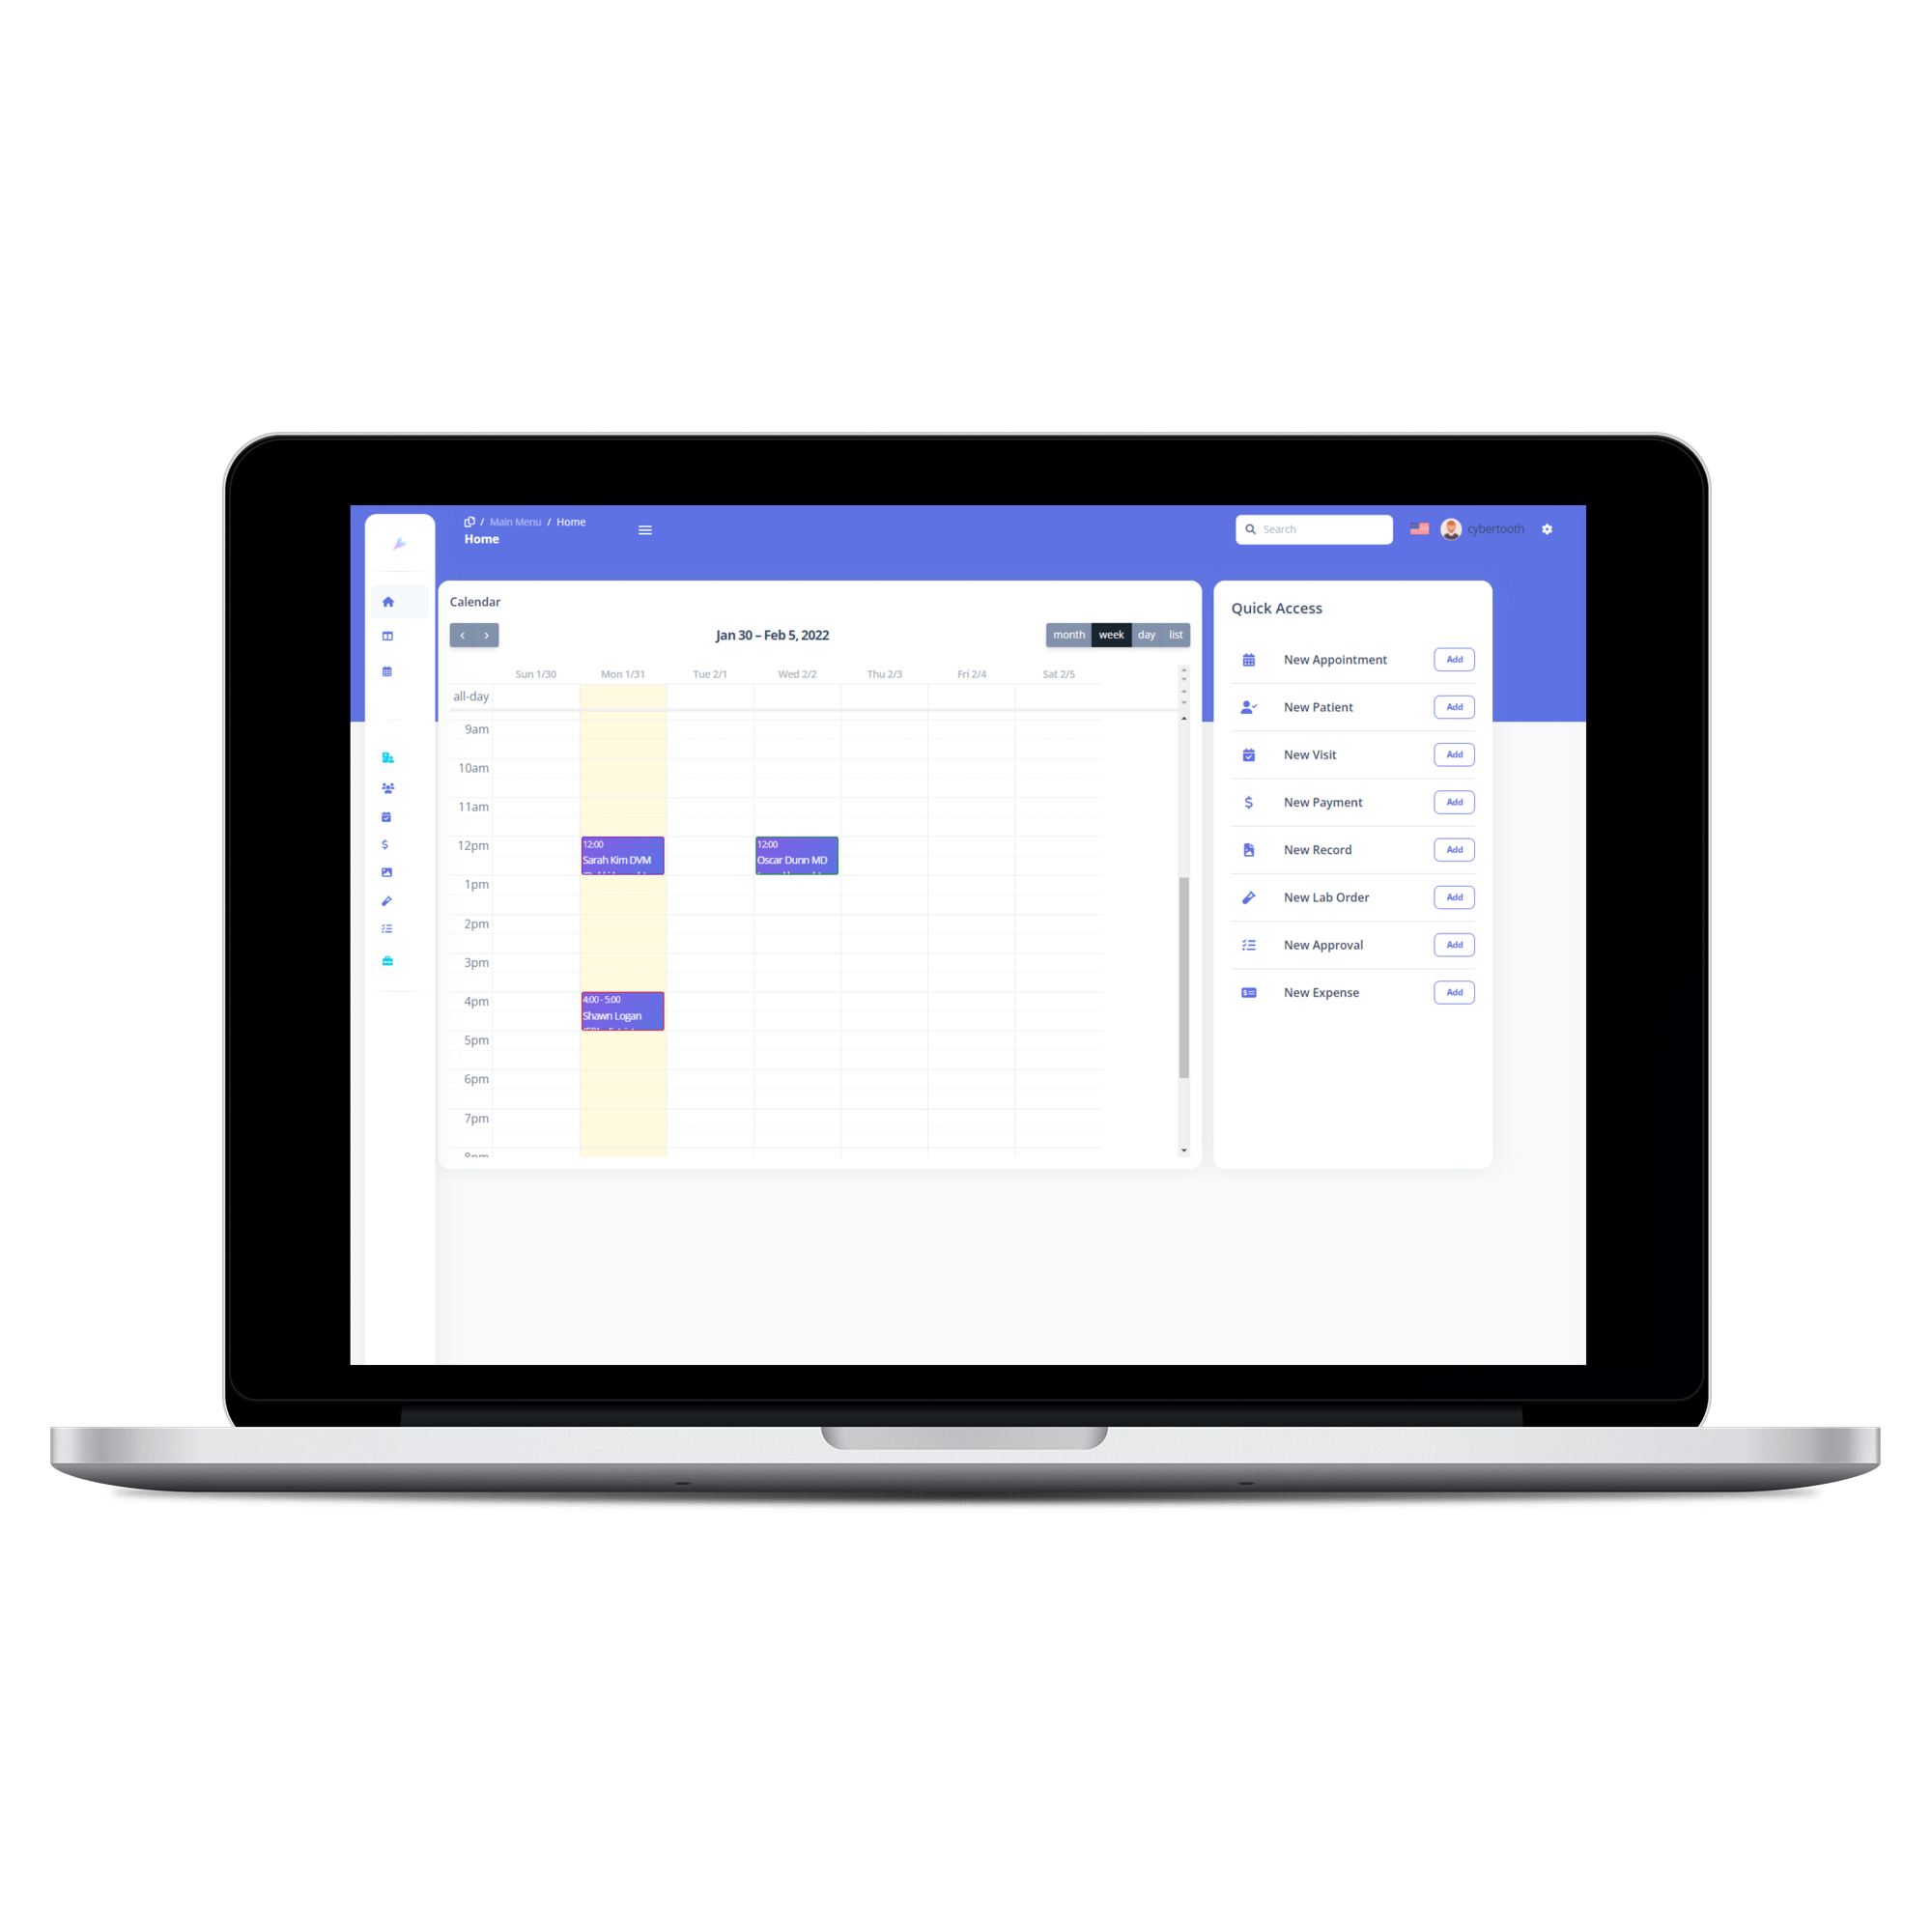 / Main Menu / Home
Home
Search
cybertooth
Calendar
Jan 30 – Feb 5, 2022
month week day list
Sun 1/30 Mon 1/31 Tue 2/1 Wed 2/2 Thu 2/3 Fri 2/4 Sat 2/5
all-day
9am
10am
11am
12pm
12:00
Sarah Kim DVM
12:00
Oscar Dunn MD
1pm
2pm
3pm
4pm
4:00 - 5:00
Shawn Logan
5pm
6pm
7pm
8pm
Quick Access
New Appointment Add
New Patient Add
New Visit Add
New Payment Add
New Record Add
New Lab Order Add
New Approval Add
New Expense Add